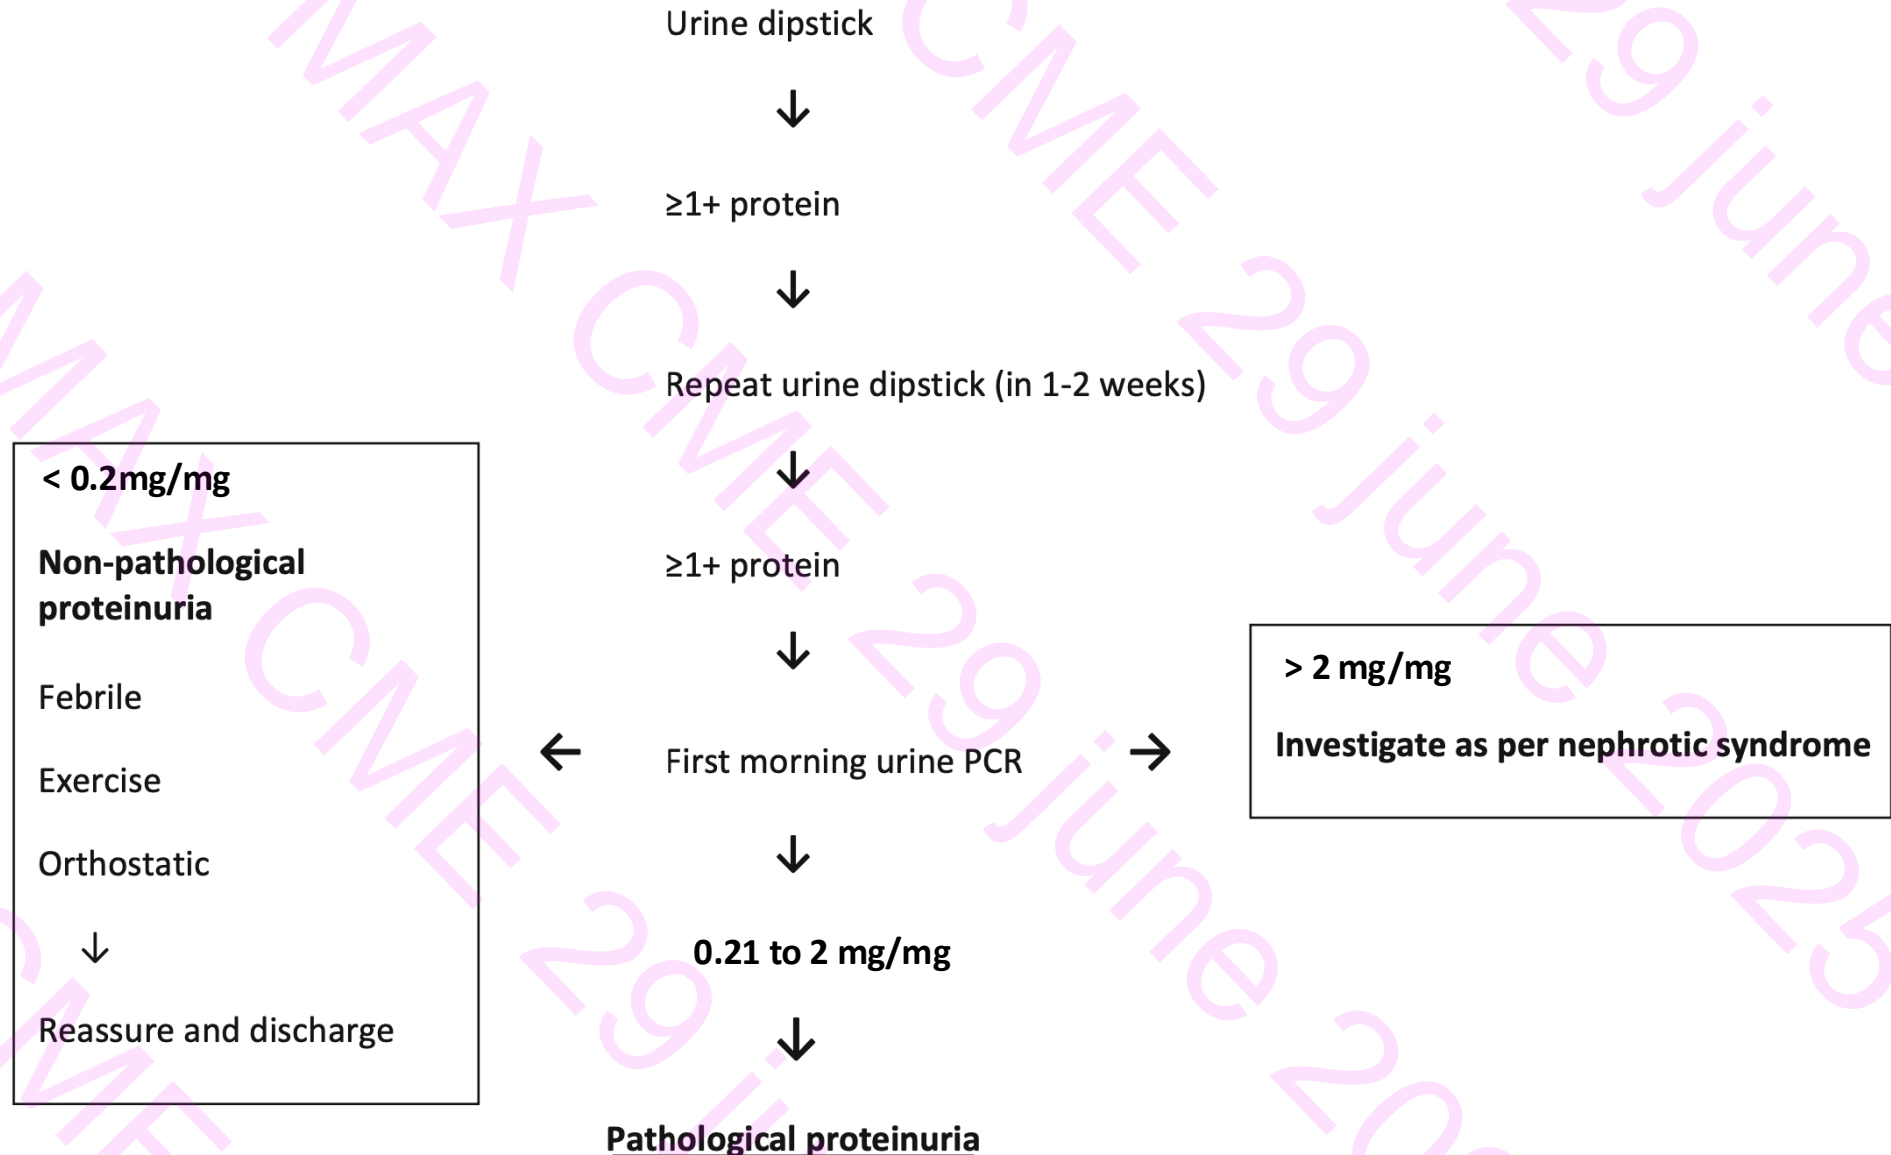 Urine dipstick
↓
≥1+ protein
↓
Repeat urine dipstick (in 1-2 weeks)
↓
≥1+ protein
↓
First morning urine PCR
←
→
< 0.2mg/mg
Non-pathological
proteinuria
Febrile
Exercise
Orthostatic
↓
Reassure and discharge
> 2 mg/mg
Investigate as per nephrotic syndrome
↓
0.21 to 2 mg/mg
↓
Pathological proteinuria
MAX CME 29 june 2025